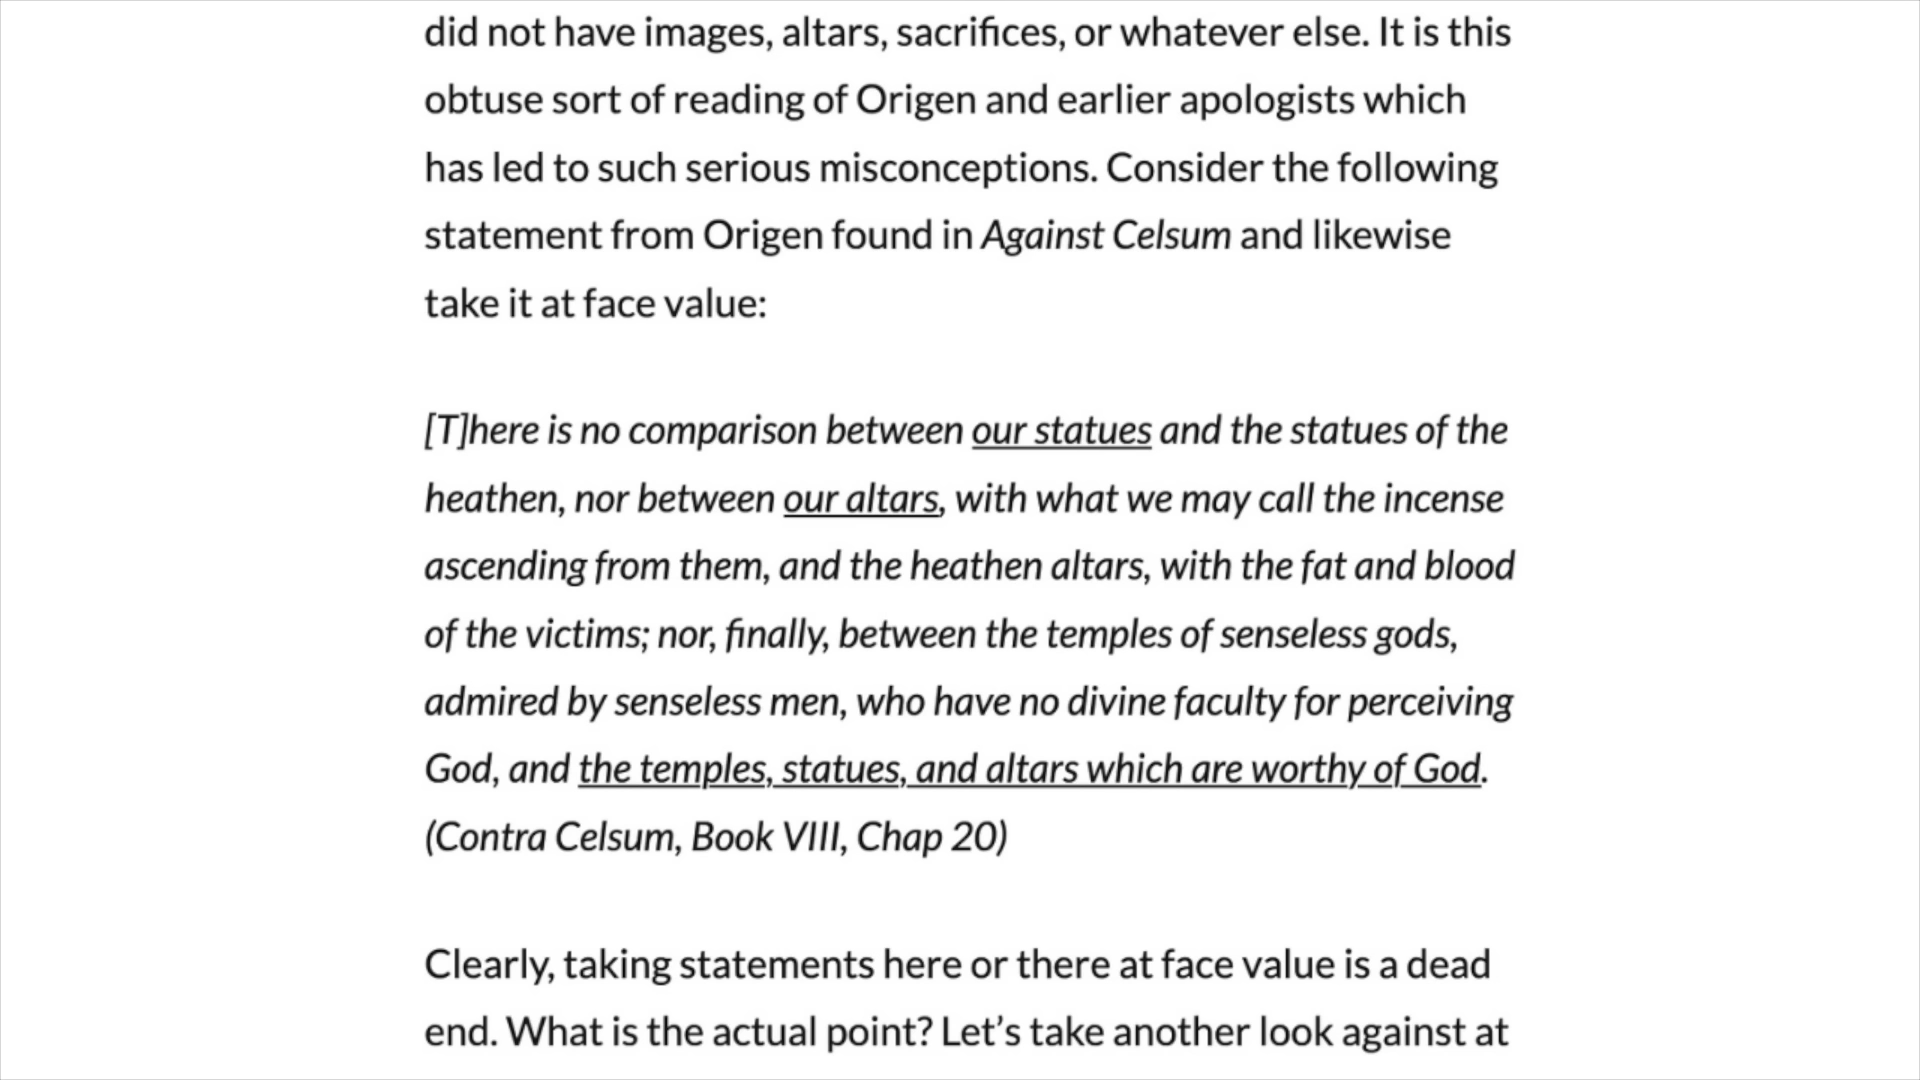 did not have images, altars, sacrifices, or whatever else. It is this
obtuse sort of reading of Origen and earlier apologists which
has led to such serious misconceptions. Consider the following
statement from Origen found in Against Celsum and likewise
take it at face value:
[T]here is no comparison between our statues and the statues of the
heathen, nor between our altars, with what we may call the incense
ascending from them, and the heathen altars, with the fat and blood
of the victims; nor, finally, between the temples of senseless gods,
admired by senseless men, who have no divine faculty for perceiving
God, and the temples, statues, and altars which are worthy of God.
(Contra Celsum, Book VIII, Chap 20)
Clearly, taking statements here or there at face value is a dead
end. What is the actual point? Let’s take another look against at